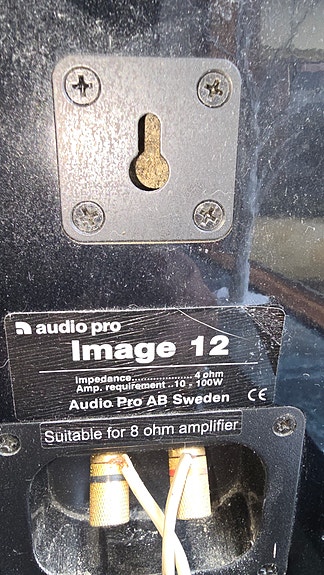 audio pro
Image 12
Impedance.................... 4 ohm
Amp. requirement ..10 - 100W
Audio Pro AB Sweden CE
Suitable for 8 ohm amplifier